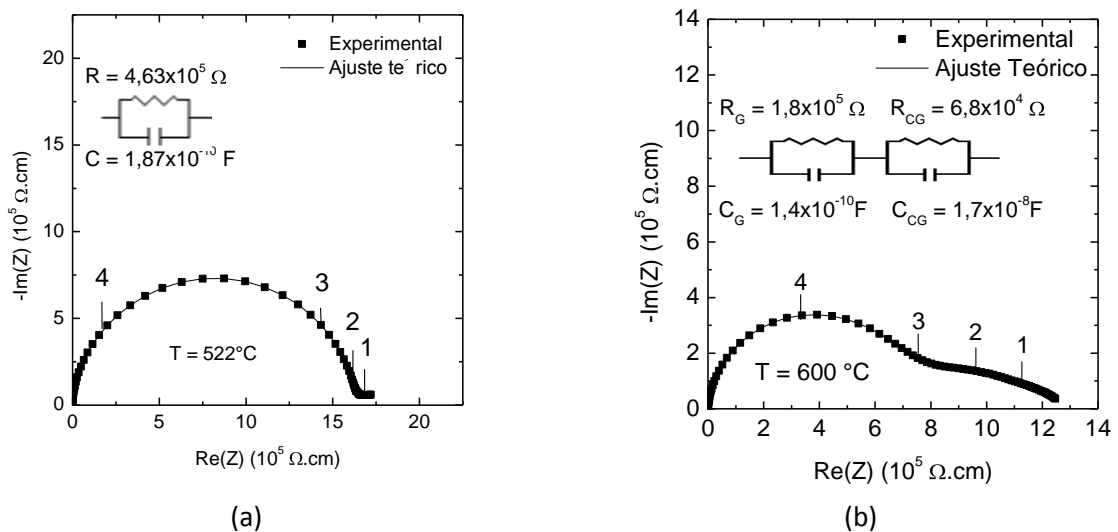 20
15
10
5
0
-Im(Z) (10⁵ Ω.cm)
Experimental
Ajuste te´ rico
R = 4,63x10⁵ Ω
C = 1,87x10⁻¹⁰ F
4
3
2
1
T = 522°C
0 5 10 15 20
Re(Z) (10⁵ Ω.cm)
(a)
14
12
10
8
6
4
2
0
-Im(Z) (10⁵ Ω.cm)
Experimental
Ajuste Teórico
R_G = 1,8x10⁵ Ω R_CG = 6,8x10⁴ Ω
C_G = 1,4x10⁻¹⁰F C_CG = 1,7x10⁻⁸F
4
3
2
1
T = 600 °C
0 2 4 6 8 10 12 14
Re(Z) (10⁵ Ω.cm)
(b)